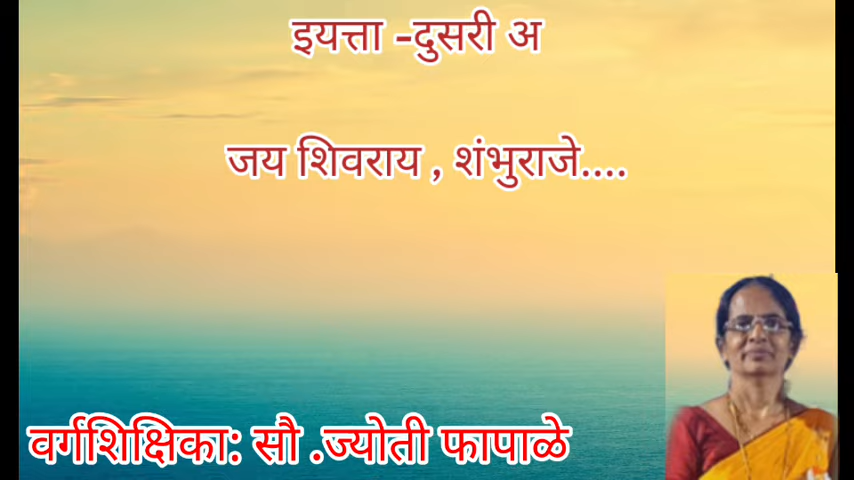 इयत्ता -दुसरी अ
जय शिवराय , शंभुराजे....
वर्गशिक्षिका: सौ .ज्योती फापाळे